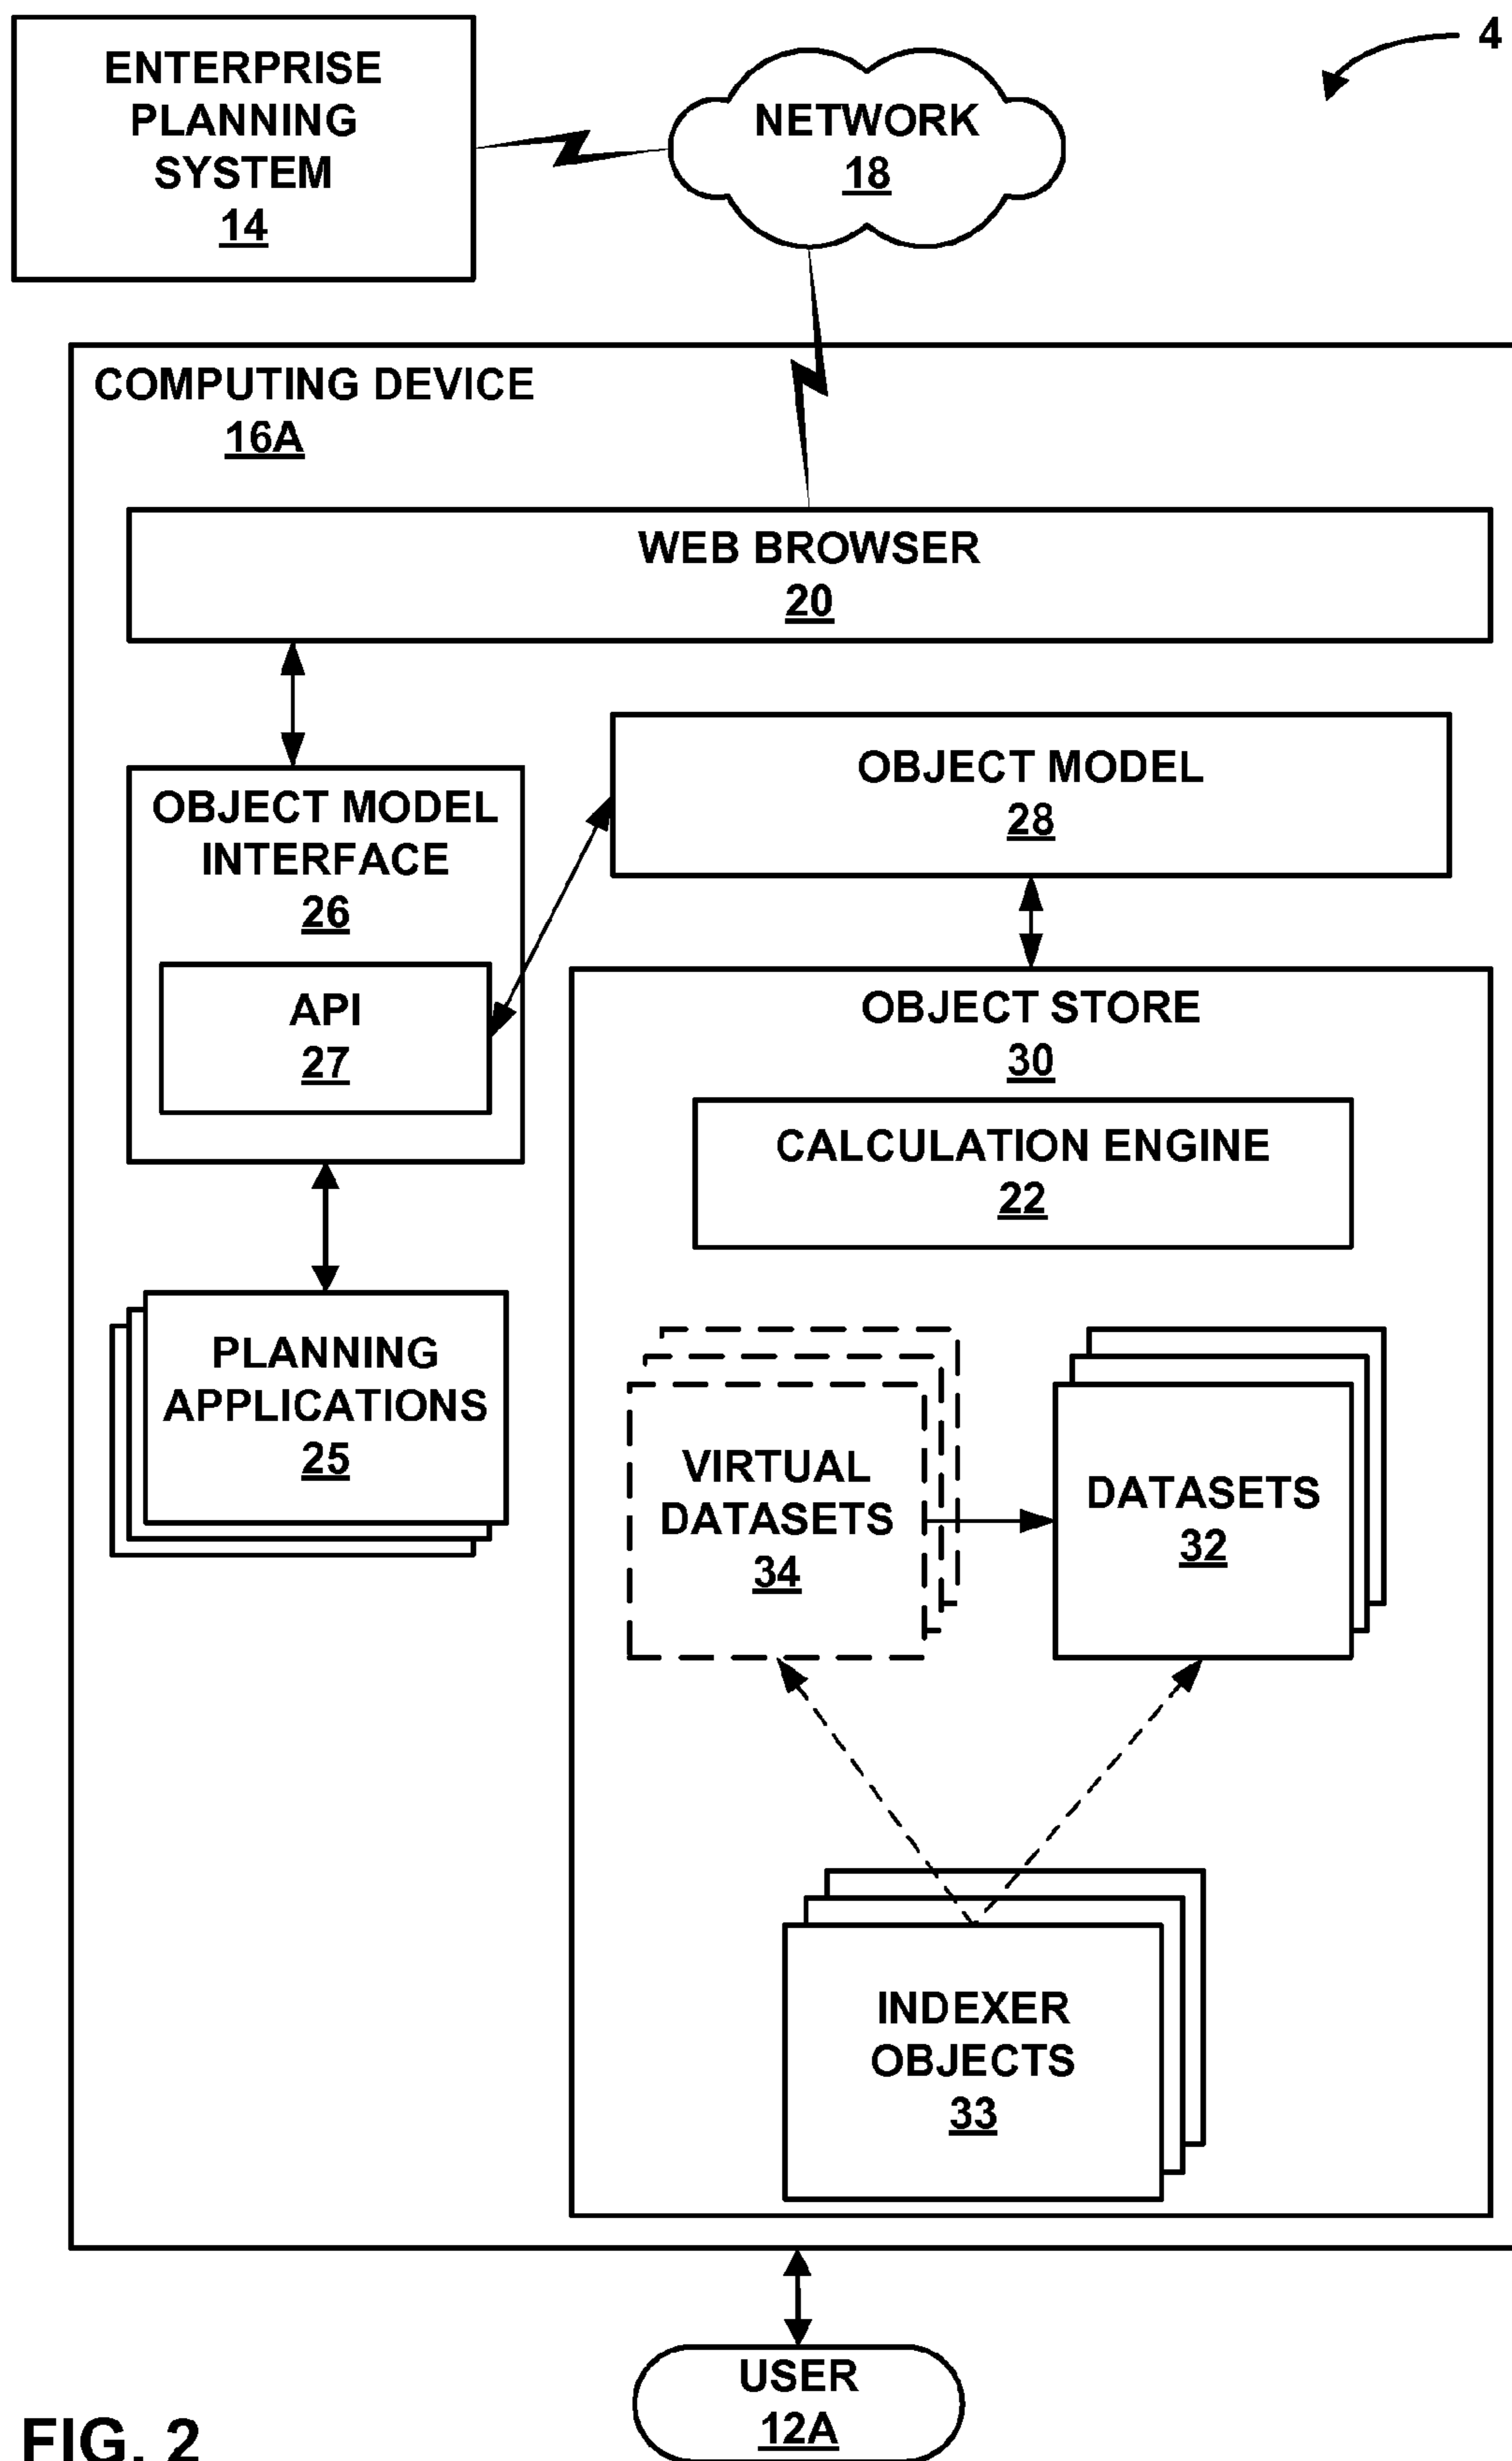 ENTERPRISE
PLANNING
SYSTEM
14
NETWORK
18
4
COMPUTING DEVICE
16A
WEB BROWSER
20
OBJECT MODEL
INTERFACE
26
API
27
OBJECT MODEL
28
OBJECT STORE
30
CALCULATION ENGINE
22
PLANNING
APPLICATIONS
25
VIRTUAL
DATASETS
34
DATASETS
32
INDEXER
OBJECTS
33
USER
12A
FIG. 2